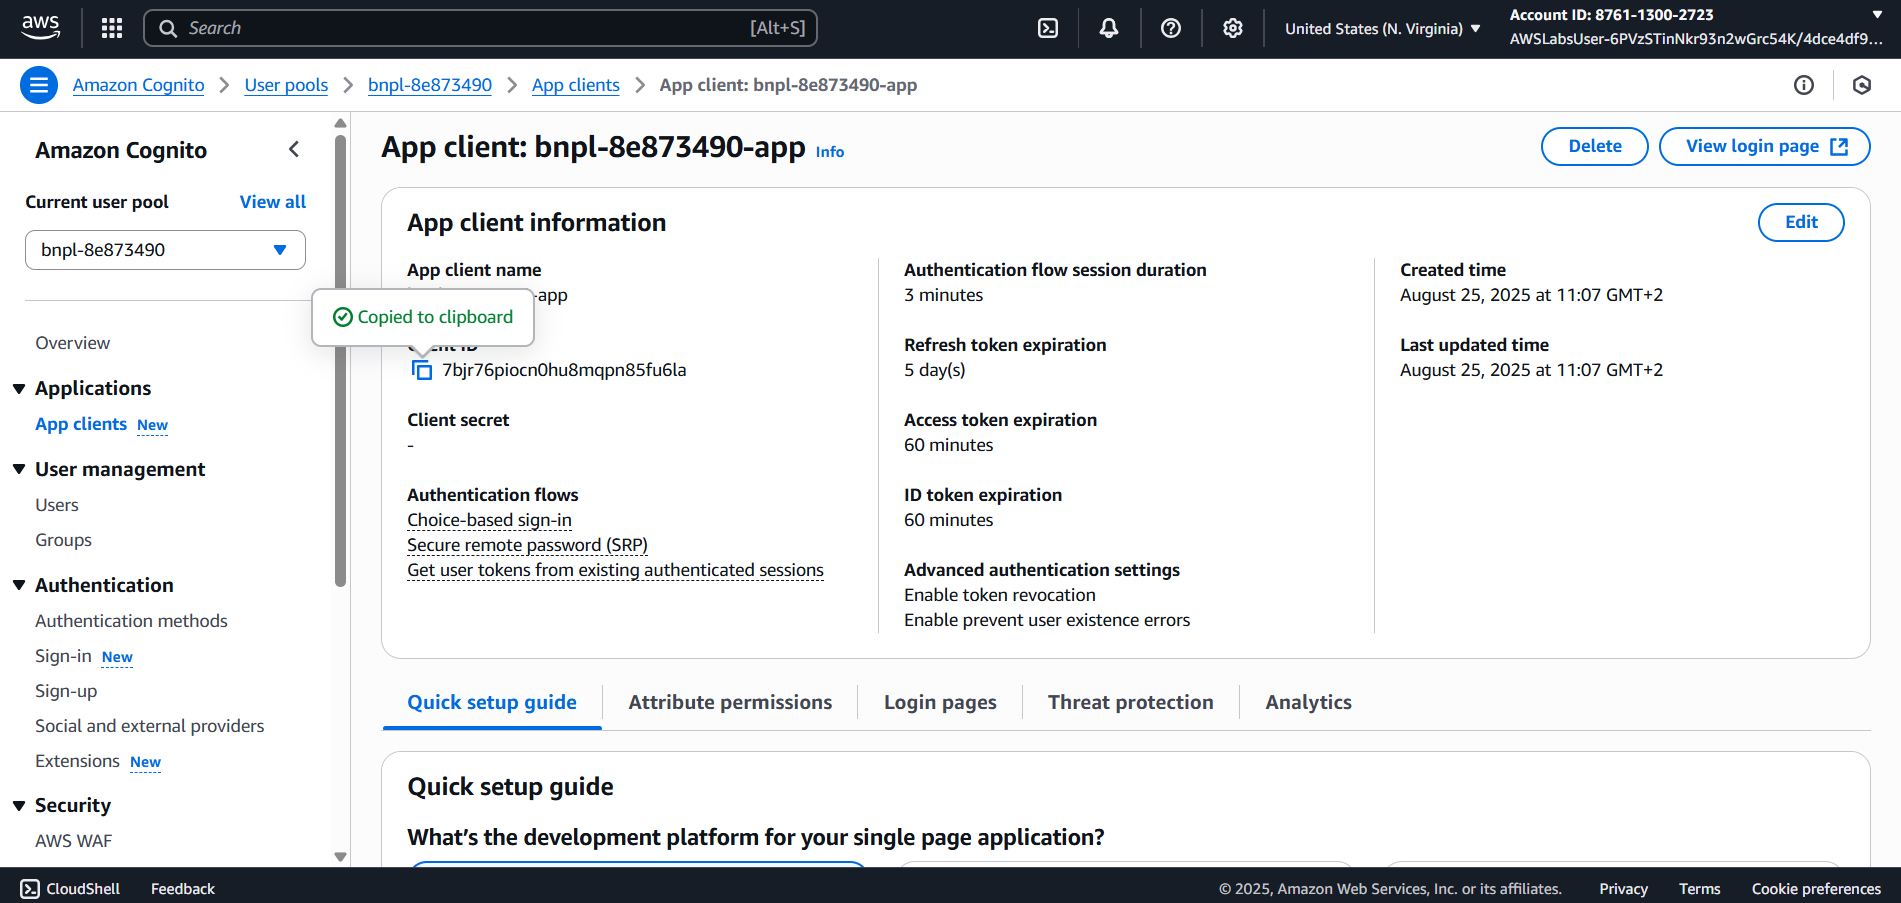 aws
Search [Alt+S]
United States (N. Virginia)
Account ID: 8761-1300-2723
AWSLabsUser-6PVzSTinNkr93n2wGrc54K/4dce4df9...
Amazon Cognito
User pools
bnpl-8e873490
App clients
App client: bnpl-8e873490-app
Amazon Cognito
Current user pool
View all
bnpl-8e873490
Overview
Applications
App clients New
User management
Users
Groups
Authentication
Authentication methods
Sign-in New
Sign-up
Social and external providers
Extensions New
Security
AWS WAF
App client: bnpl-8e873490-app Info
Delete
View login page
App client information
Edit
App client name
-app
Copied to clipboard
7bjr76piocn0hu8mqpn85fu6la
Client secret
-
Authentication flows
Choice-based sign-in
Secure remote password (SRP)
Get user tokens from existing authenticated sessions
Authentication flow session duration
3 minutes
Refresh token expiration
5 day(s)
Access token expiration
60 minutes
ID token expiration
60 minutes
Advanced authentication settings
Enable token revocation
Enable prevent user existence errors
Created time
August 25, 2025 at 11:07 GMT+2
Last updated time
August 25, 2025 at 11:07 GMT+2
Quick setup guide
Attribute permissions
Login pages
Threat protection
Analytics
Quick setup guide
What's the development platform for your single page application?
CloudShell
Feedback
© 2025, Amazon Web Services, Inc. or its affiliates.
Privacy
Terms
Cookie preferences